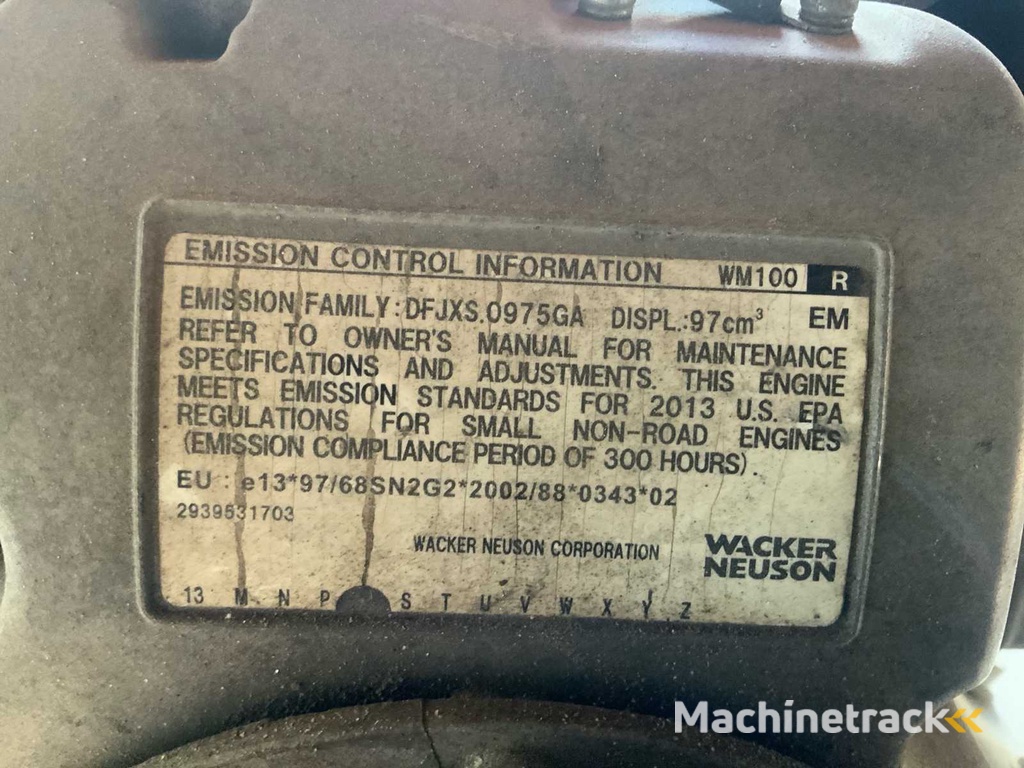 EMISSION CONTROL INFORMATION WM100 R
EMISSION FAMILY: DFJXS.0975GA DISPL.:97cm³ EM
REFER TO OWNER'S MANUAL FOR MAINTENANCE
SPECIFICATIONS AND ADJUSTMENTS. THIS ENGINE
MEETS EMISSION STANDARDS FOR 2013 U.S. EPA
REGULATIONS FOR SMALL NON-ROAD ENGINES
(EMISSION COMPLIANCE PERIOD OF 300 HOURS).
EU : e13*97/68SN2G2*2002/88*0343*02
2939531703
WACKER NEUSON CORPORATION
WACKER
NEUSON
13 M N P S T U V W X Y Z
Machinetrack